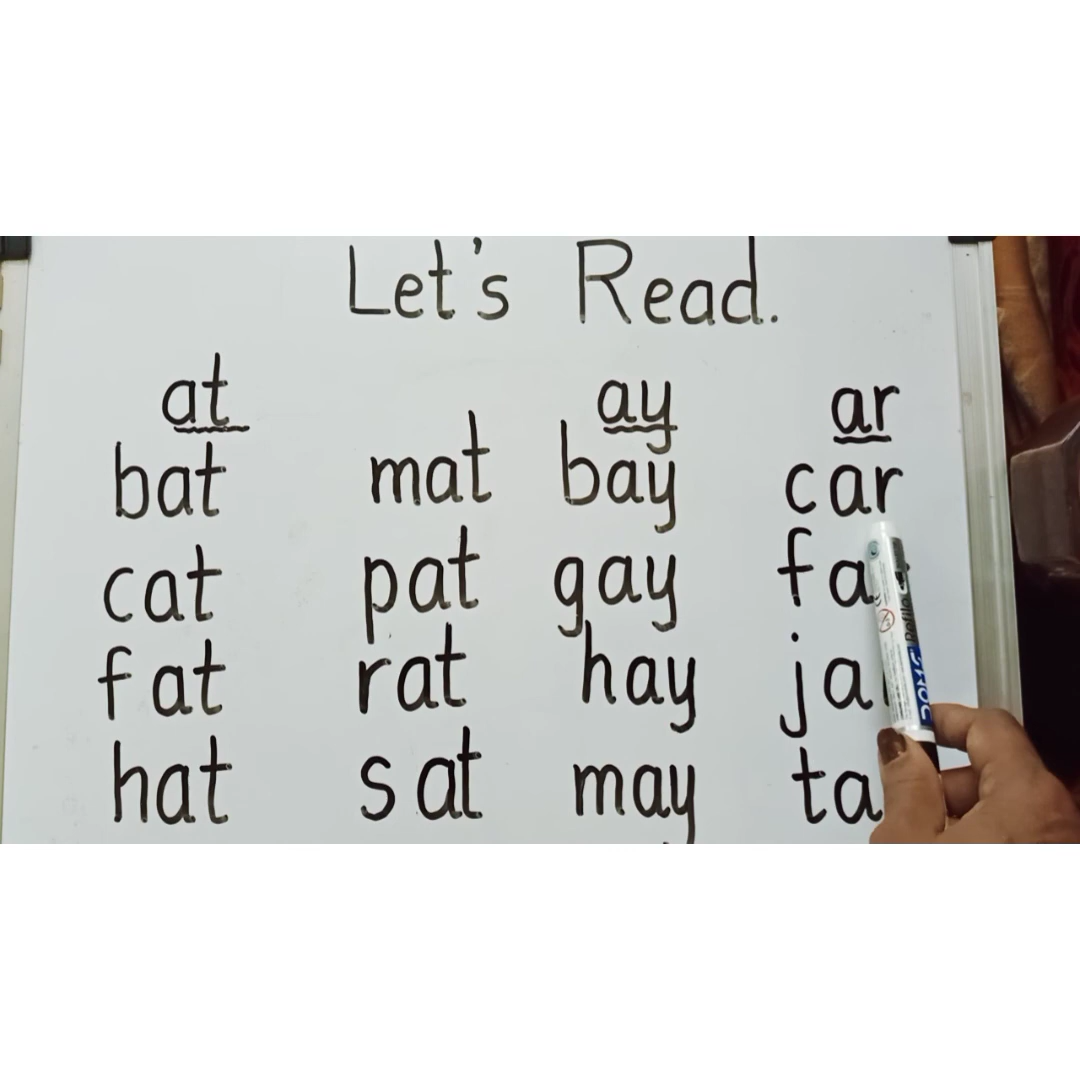 Let's Read.
at ay ar
bat mat bay car
cat pat gay fa
fat rat hay ja
hat sat may ta